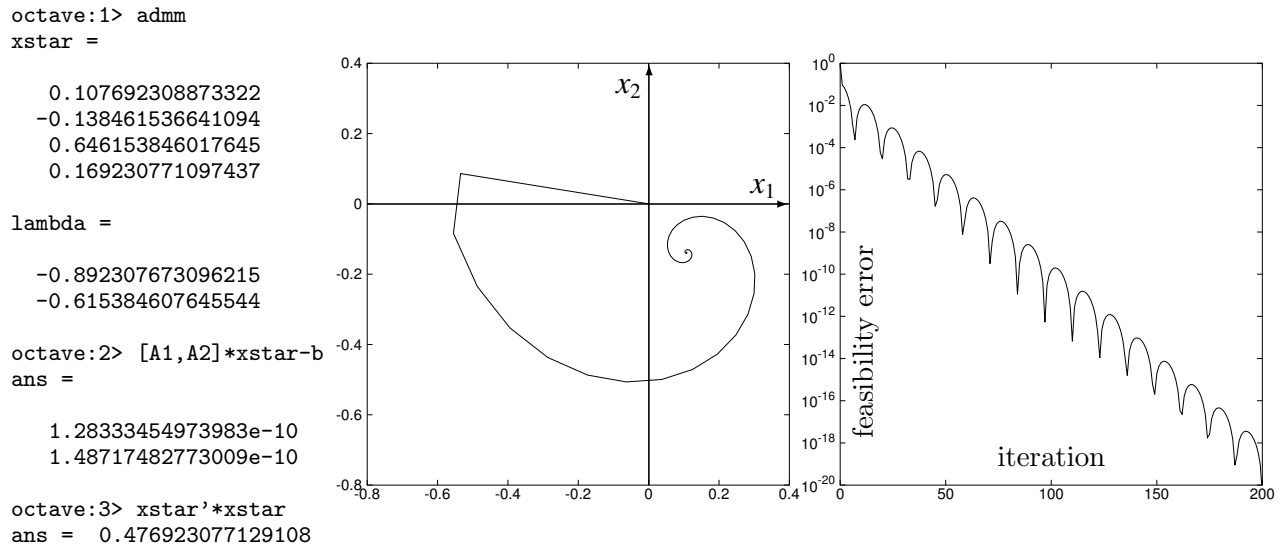 octave:1> admm
xstar =
0.107692308873322
-0.138461536641094
0.646153846017645
0.169230771097437
lambda =
-0.892307673096215
-0.615384607645544
octave:2> [A1,A2]*xstar-b
ans =
1.28333454973983e-10
1.48717482773009e-10
octave:3> xstar'*xstar
ans = 0.476923077129108
0.4
0.2
0
-0.2
-0.4
-0.6
-0.8
-0.8 -0.6 -0.4 -0.2 0 0.2 0.4
x₂
x₁
10⁰
10⁻²
10⁻⁴
10⁻⁶
10⁻⁸
10⁻¹⁰
10⁻¹²
10⁻¹⁴
10⁻¹⁶
10⁻¹⁸
10⁻²⁰
0 50 100 150 200
feasibility error
iteration